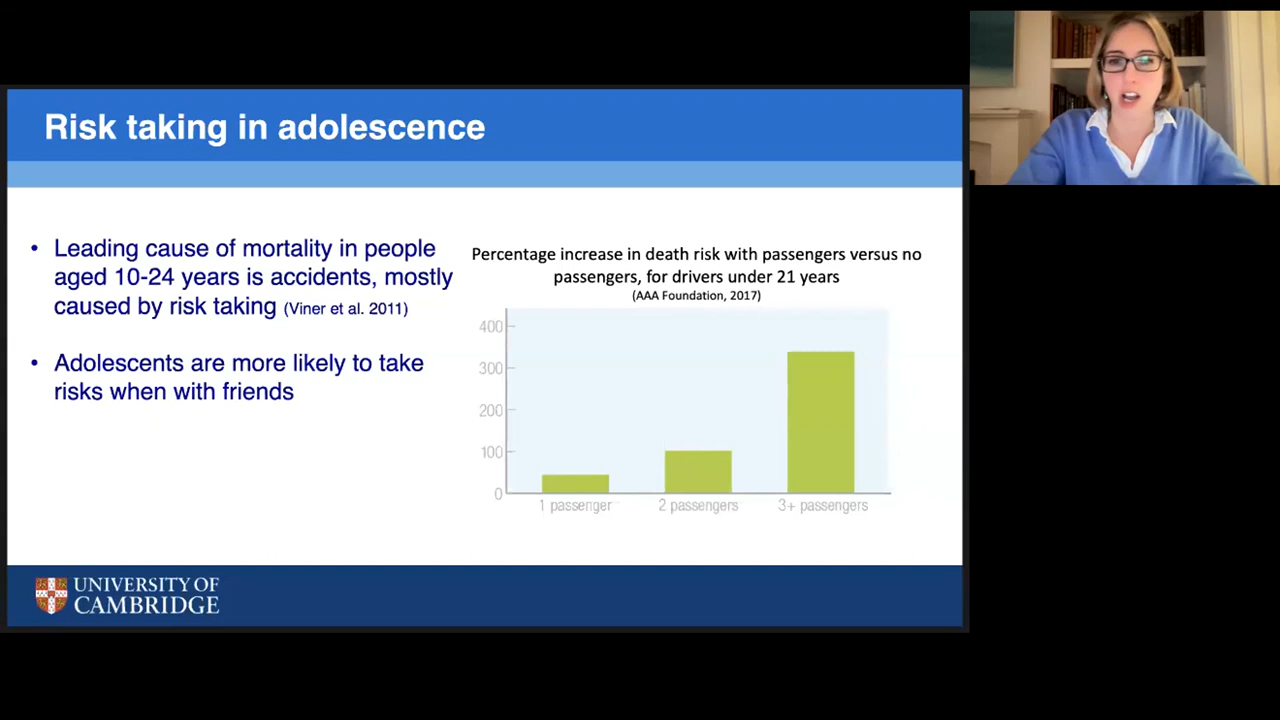 Risk taking in adolescence
• Leading cause of mortality in people
aged 10-24 years is accidents, mostly
caused by risk taking (Viner et al. 2011)
• Adolescents are more likely to take
risks when with friends
Percentage increase in death risk with passengers versus no
passengers, for drivers under 21 years
(AAA Foundation, 2017)
400
300
200
100
0
1 passenger
2 passengers
3+ passengers
UNIVERSITY OF
CAMBRIDGE